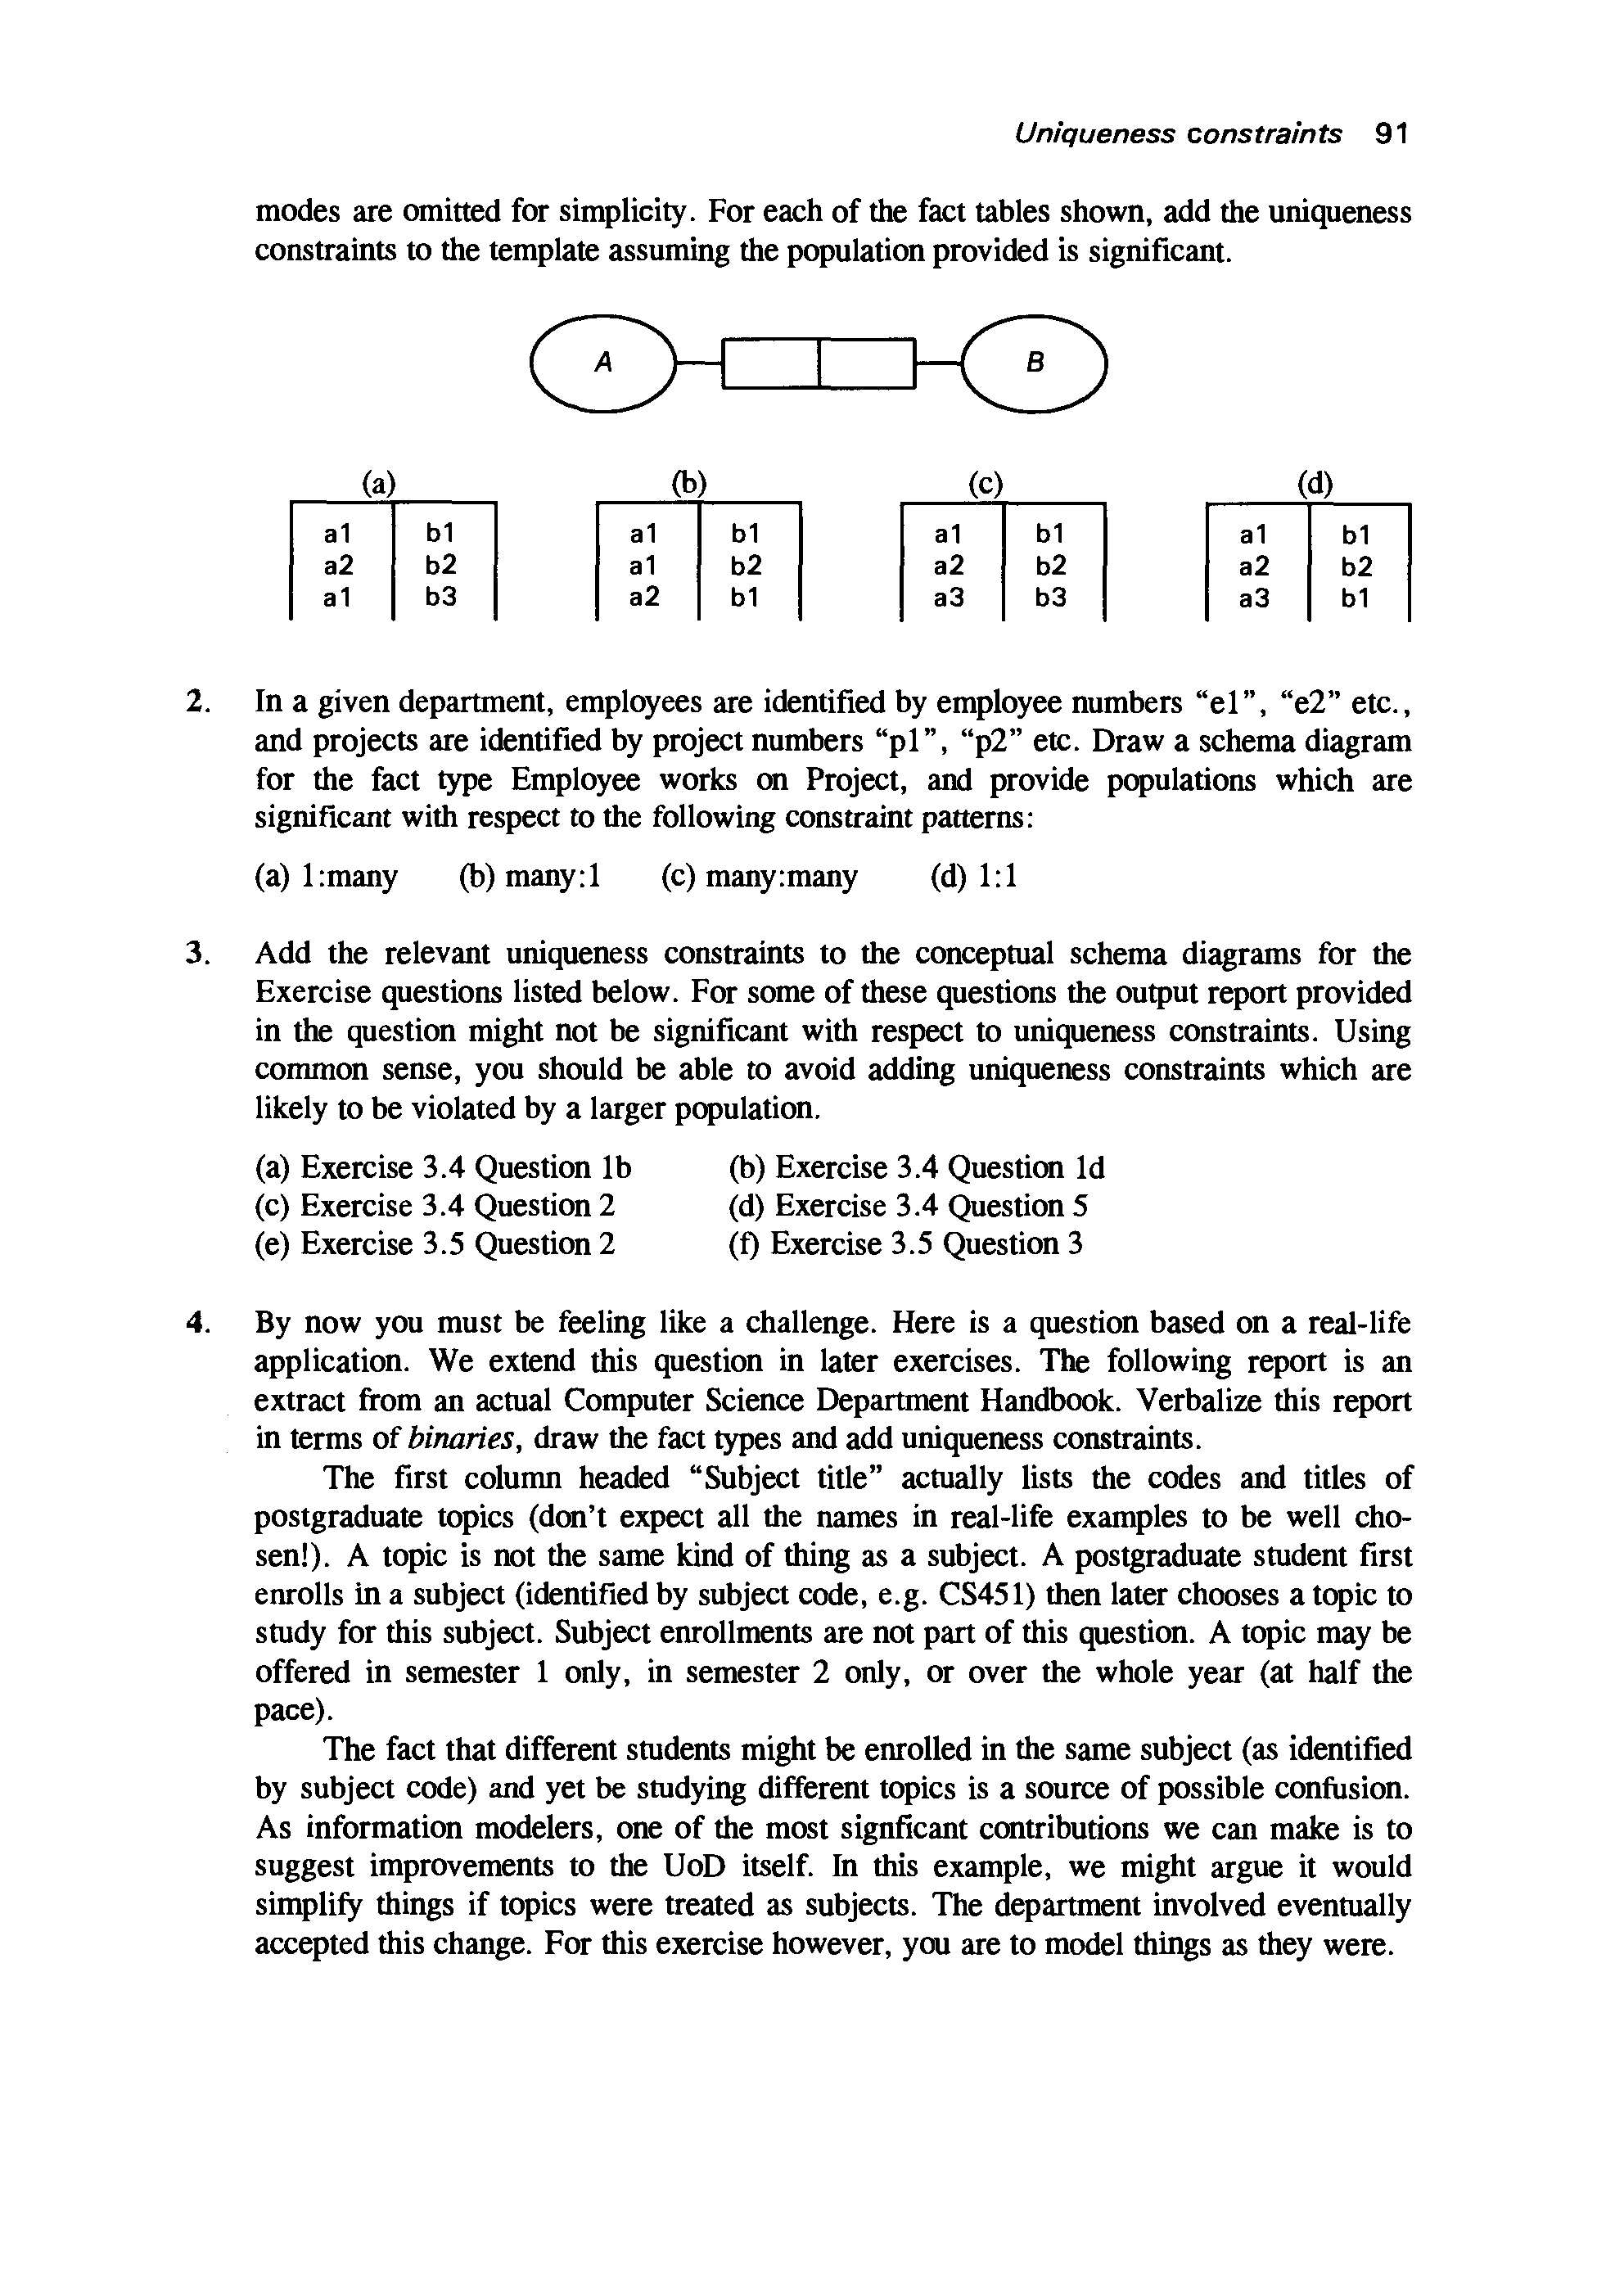 Uniqueness constraints 91
modes are omitted for simplicity. For each of the fact tables shown, add the uniqueness
constraints to the template assuming the population provided is significant.
A B
(a) (b) (c) (d)
a1 b1 a1 b1 a1 b1 a1 b1
a2 b2 a1 b2 a2 b2 a2 b2
a1 b3 a2 b1 a3 b3 a3 b1
2. In a given department, employees are identified by employee numbers “e1”, “e2” etc.,
and projects are identified by project numbers “p1”, “p2” etc. Draw a schema diagram
for the fact type Employee works on Project, and provide populations which are
significant with respect to the following constraint patterns:
(a) 1:many (b) many:1 (c) many:many (d) 1:1
3. Add the relevant uniqueness constraints to the conceptual schema diagrams for the
Exercise questions listed below. For some of these questions the output report provided
in the question might not be significant with respect to uniqueness constraints. Using
common sense, you should be able to avoid adding uniqueness constraints which are
likely to be violated by a larger population.
(a) Exercise 3.4 Question 1b (b) Exercise 3.4 Question 1d
(c) Exercise 3.4 Question 2 (d) Exercise 3.4 Question 5
(e) Exercise 3.5 Question 2 (f) Exercise 3.5 Question 3
4. By now you must be feeling like a challenge. Here is a question based on a real-life
application. We extend this question in later exercises. The following report is an
extract from an actual Computer Science Department Handbook. Verbalize this report
in terms of binaries, draw the fact types and add uniqueness constraints.
The first column headed “Subject title” actually lists the codes and titles of
postgraduate topics (don’t expect all the names in real-life examples to be well cho-
sen!). A topic is not the same kind of thing as a subject. A postgraduate student first
enrolls in a subject (identified by subject code, e.g. CS451) then later chooses a topic to
study for this subject. Subject enrollments are not part of this question. A topic may be
offered in semester 1 only, in semester 2 only, or over the whole year (at half the
pace).
The fact that different students might be enrolled in the same subject (as identified
by subject code) and yet be studying different topics is a source of possible confusion.
As information modelers, one of the most signficant contributions we can make is to
suggest improvements to the UoD itself. In this example, we might argue it would
simplify things if topics were treated as subjects. The department involved eventually
accepted this change. For this exercise however, you are to model things as they were.